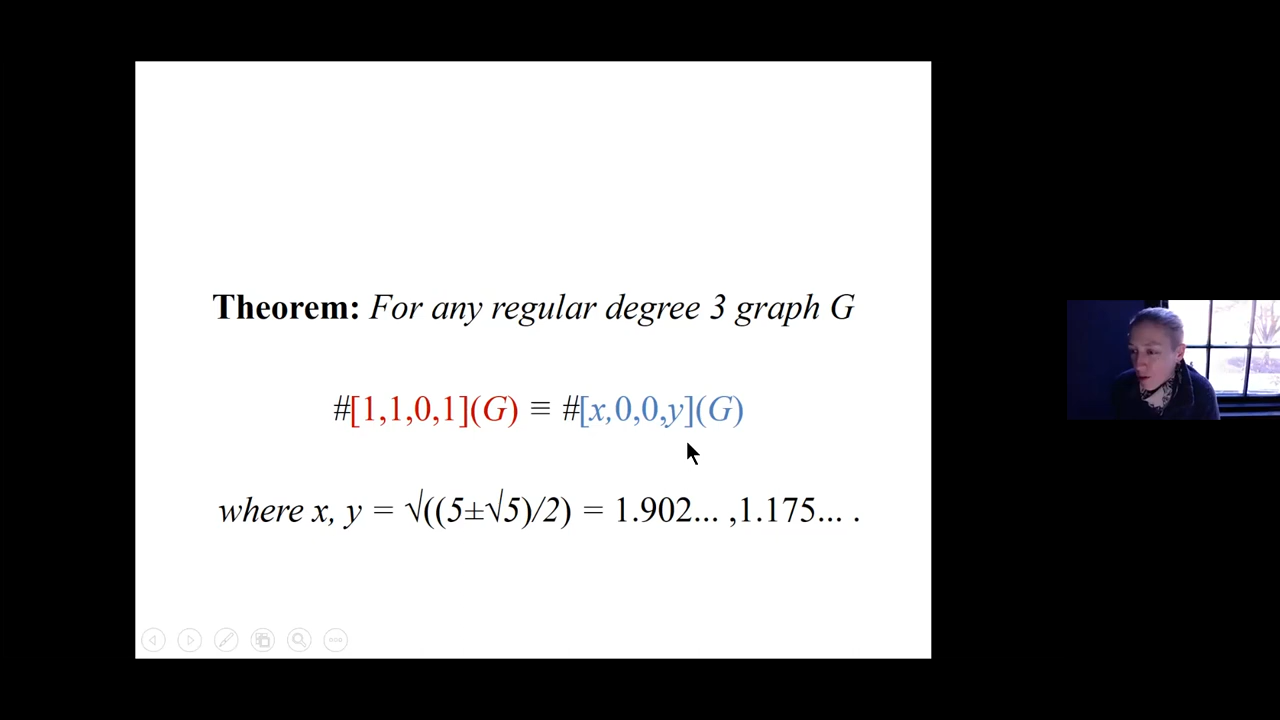 Theorem: For any regular degree 3 graph G
#[1,1,0,1](G) ≡ #[x,0,0,y](G)
where x, y = √((5±√5)/2) = 1.902... ,1.175... .